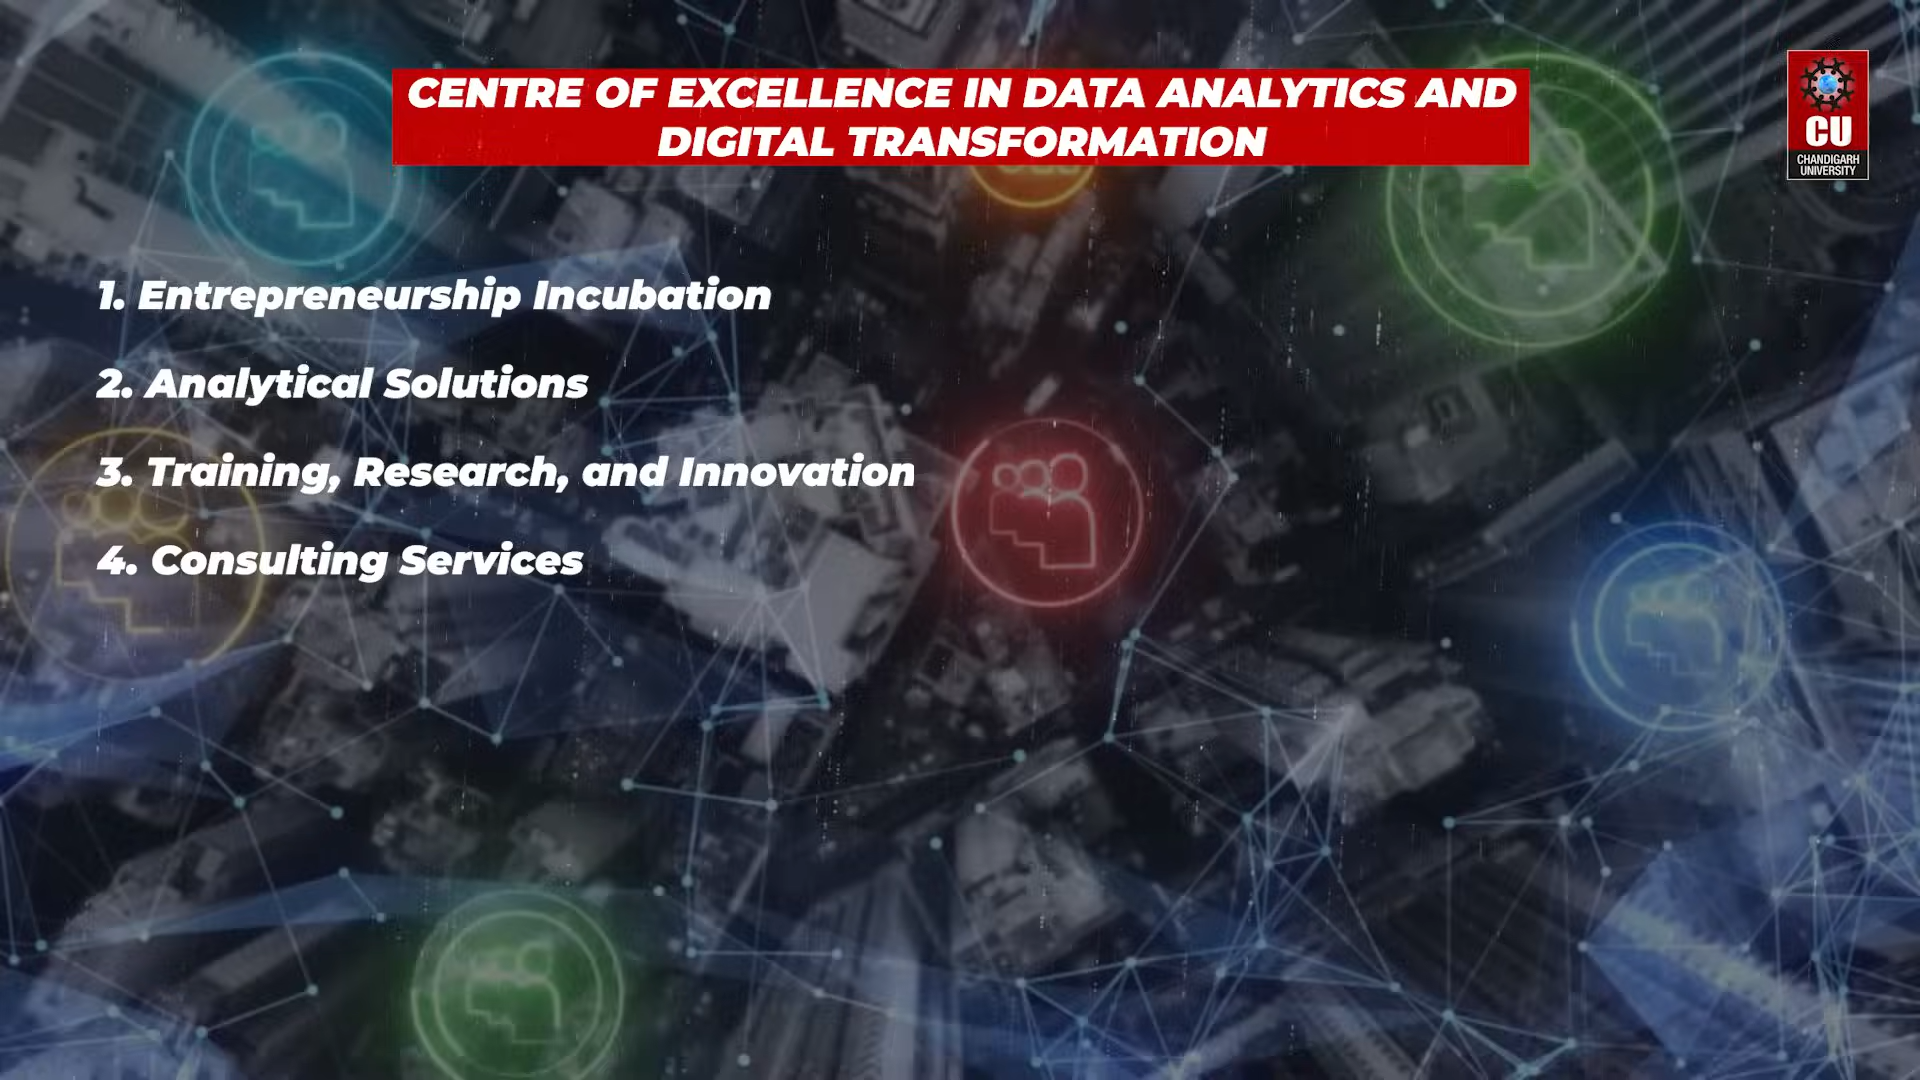 CENTRE OF EXCELLENCE IN DATA ANALYTICS AND
DIGITAL TRANSFORMATION
CU
CHANDIGARH
UNIVERSITY
1. Entrepreneurship Incubation
2. Analytical Solutions
3. Training, Research, and Innovation
4. Consulting Services